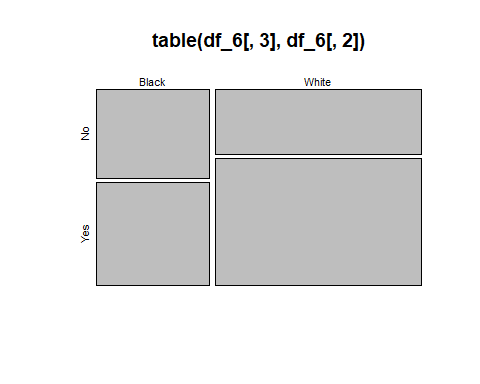 table(df_6[, 3], df_6[, 2])
Black White
No
Yes